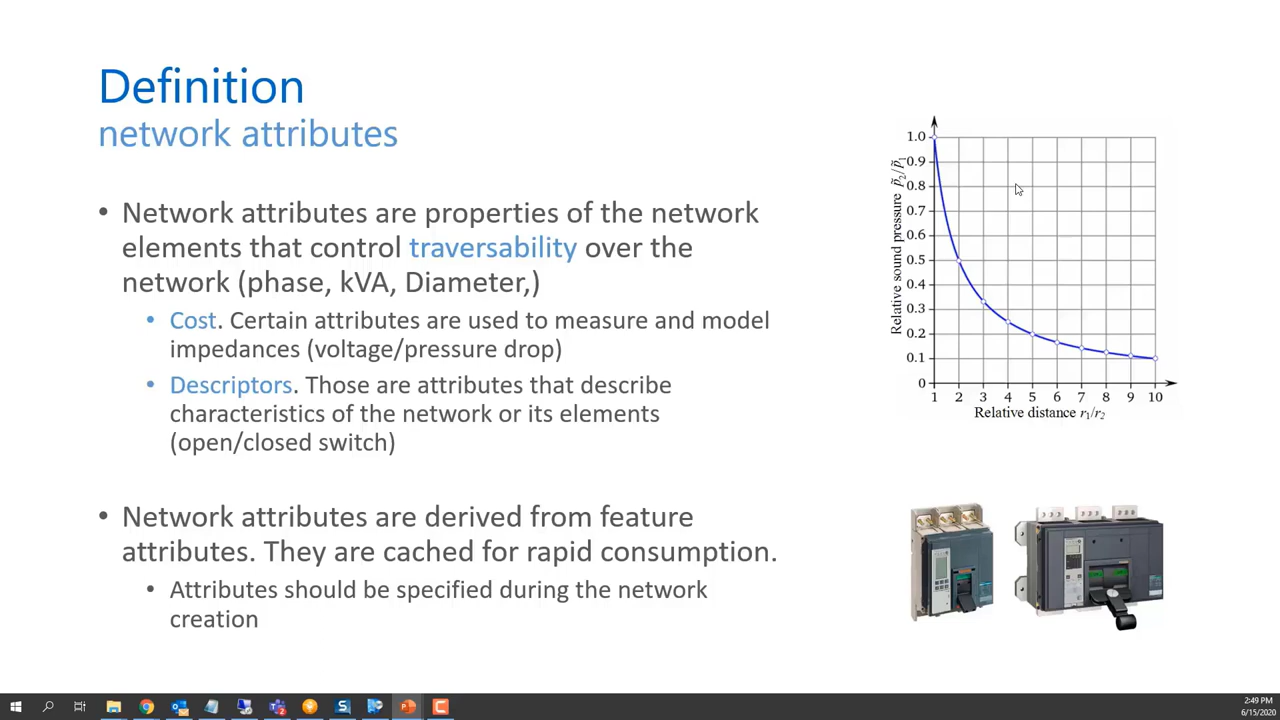 Definition
network attributes
• Network attributes are properties of the network
elements that control traversability over the
network (phase, kVA, Diameter,)
• Cost. Certain attributes are used to measure and model
impedances (voltage/pressure drop)
• Descriptors. Those are attributes that describe
characteristics of the network or its elements
(open/closed switch)
• Network attributes are derived from feature
attributes. They are cached for rapid consumption.
• Attributes should be specified during the network
creation
Relative sound pressure p̃₂/p̃₁
1.0
0.9
0.8
0.7
0.6
0.5
0.4
0.3
0.2
0.1
0
1 2 3 4 5 6 7 8 9 10
Relative distance r₁/r₂
2:49 PM
6/15/2020